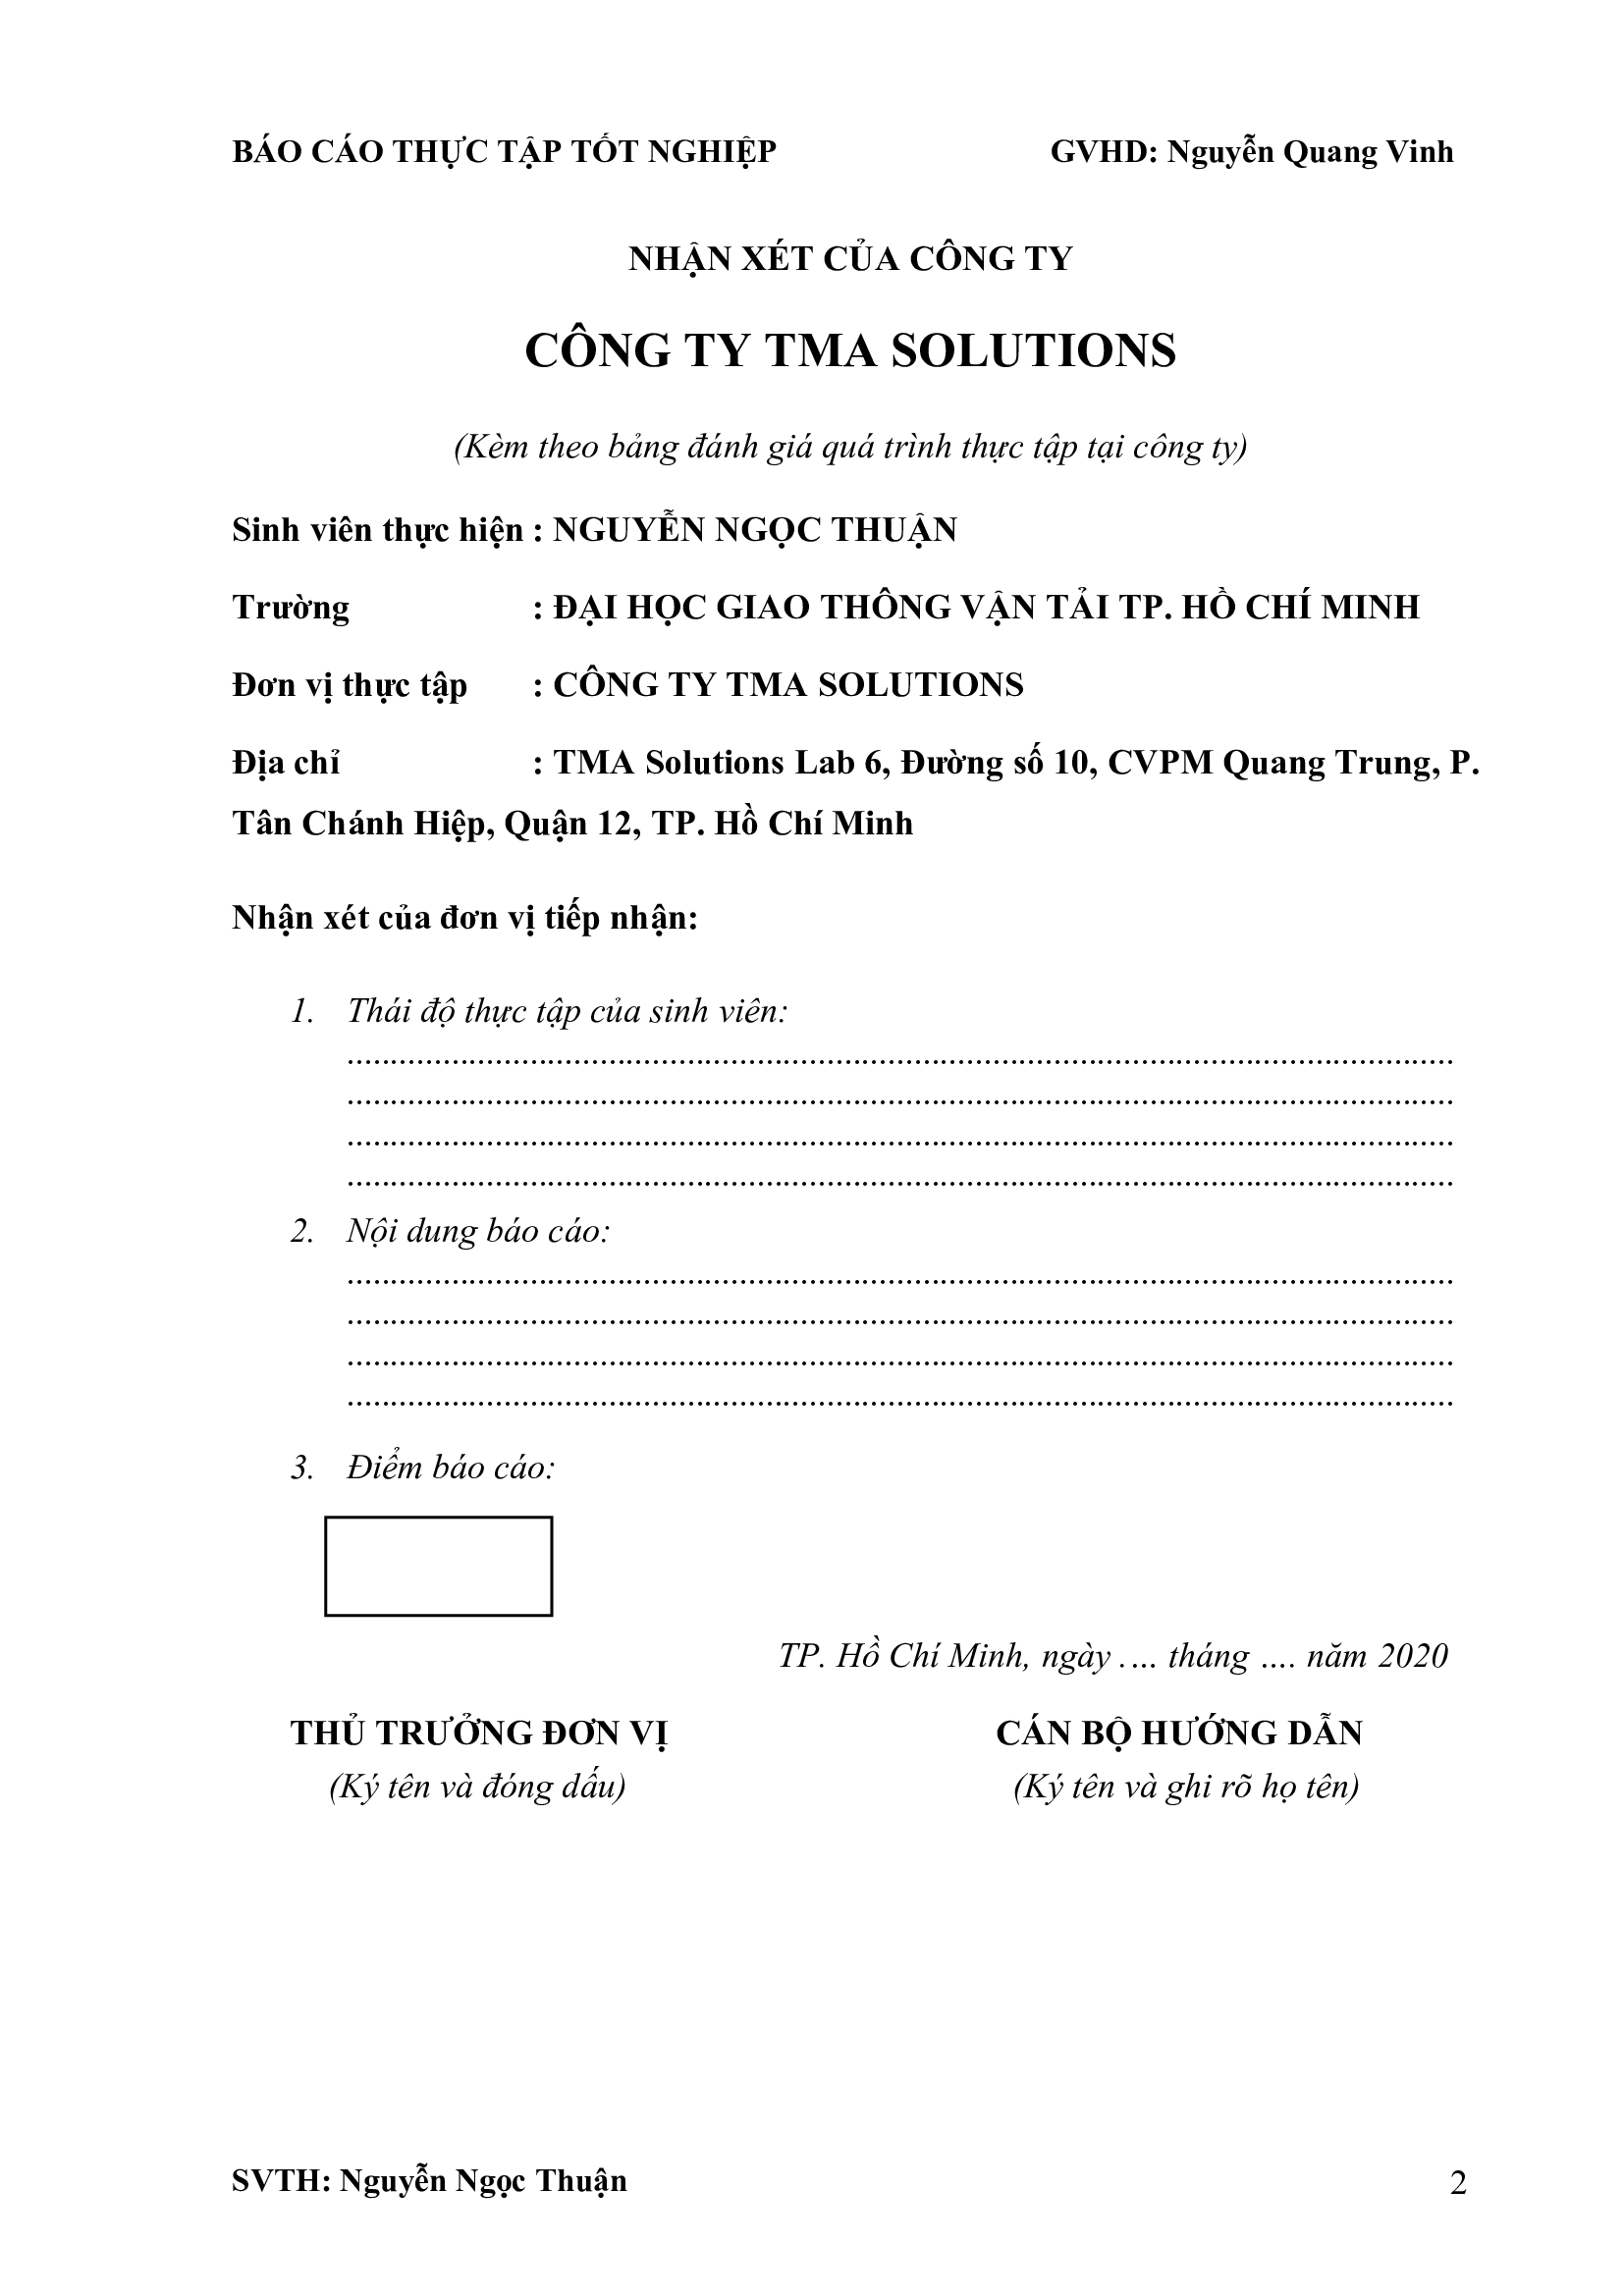 BÁO CÁO THỰC TẬP TỐT NGHIỆP GVHD: Nguyễn Quang Vinh
NHẬN XÉT CỦA CÔNG TY
CÔNG TY TMA SOLUTIONS
(Kèm theo bảng đánh giá quá trình thực tập tại công ty)
Sinh viên thực hiện : NGUYỄN NGỌC THUẬN
Trường : ĐẠI HỌC GIAO THÔNG VẬN TẢI TP. HỒ CHÍ MINH
Đơn vị thực tập : CÔNG TY TMA SOLUTIONS
Địa chỉ : TMA Solutions Lab 6, Đường số 10, CVPM Quang Trung, P.
Tân Chánh Hiệp, Quận 12, TP. Hồ Chí Minh
Nhận xét của đơn vị tiếp nhận:
1. Thái độ thực tập của sinh viên:
................................................................................
................................................................................
................................................................................
................................................................................
2. Nội dung báo cáo:
................................................................................
................................................................................
................................................................................
................................................................................
3. Điểm báo cáo:
TP. Hồ Chí Minh, ngày .... tháng .... năm 2020
THỦ TRƯỞNG ĐƠN VỊ CÁN BỘ HƯỚNG DẪN
(Ký tên và đóng dấu) (Ký tên và ghi rõ họ tên)
SVTH: Nguyễn Ngọc Thuận 2